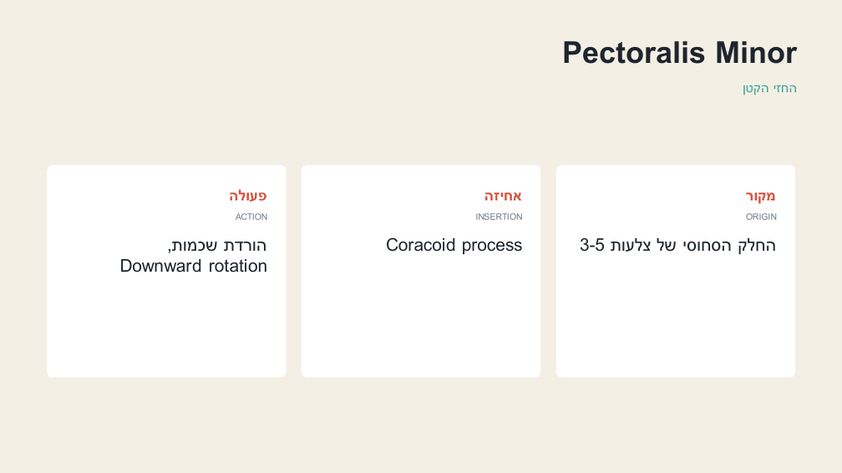 Pectoralis Minor
החזי הקטן
מקור
ORIGIN
החלק הסחוסי של צלעות 3-5
אחיזה
INSERTION
Coracoid process
פעולה
ACTION
הורדת שכמות,
Downward rotation